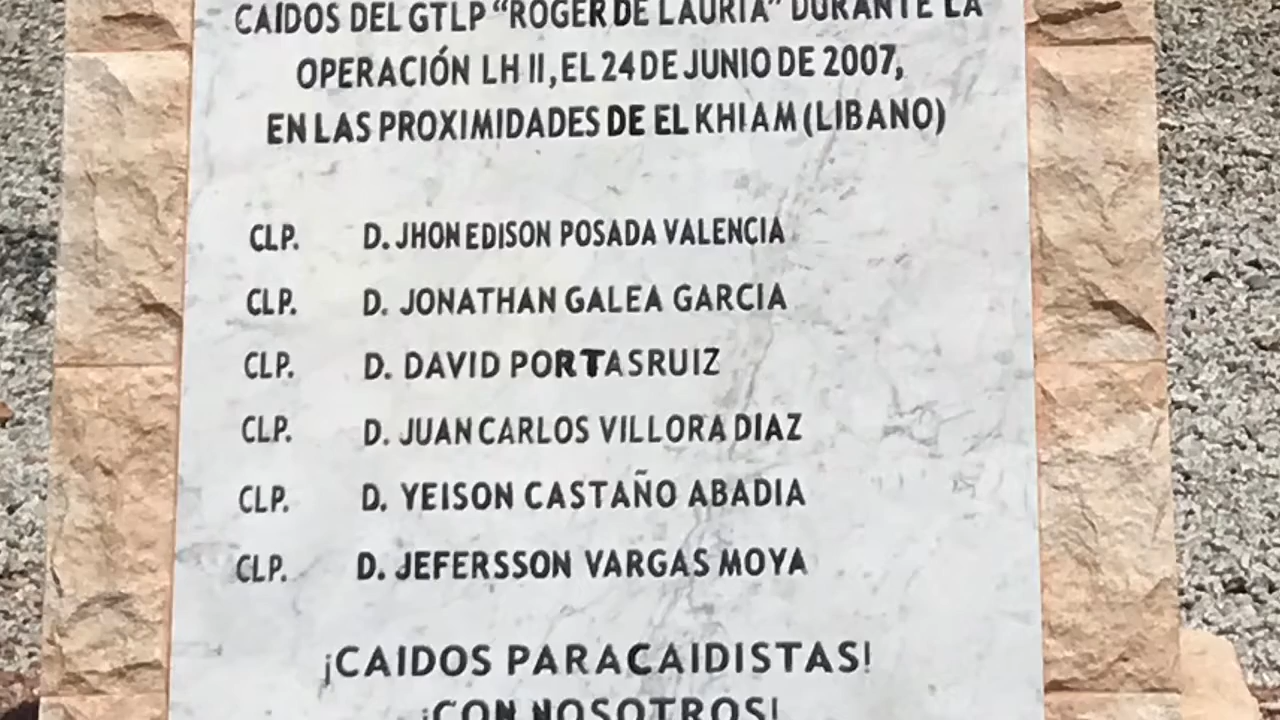 CAIDOS DEL GTLP "ROGER DE LAURIA" DURANTE LA
OPERACIÓN LH II, EL 24 DE JUNIO DE 2007,
EN LAS PROXIMIDADES DE EL KHIAM (LIBANO)
CLP. D. JHON EDISON POSADA VALENCIA
CLP. D. JONATHAN GALEA GARCIA
CLP. D. DAVID PORTAS RUIZ
CLP. D. JUAN CARLOS VILLORA DIAZ
CLP. D. YEISON CASTAÑO ABADIA
CLP. D. JEFERSSON VARGAS MOYA
¡CAIDOS PARACAIDISTAS!
¡CON NOSOTROS!